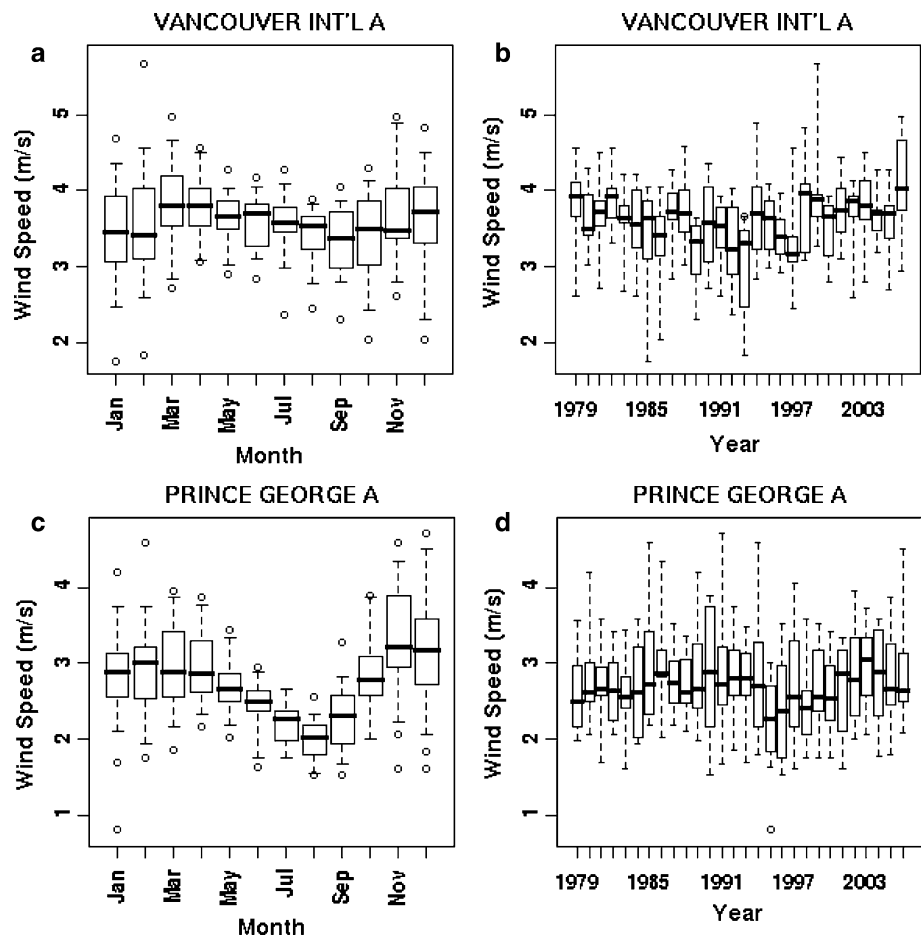 VANCOUVER INT'L A
VANCOUVER INT'L A
a
b
Wind Speed (m/s)
5
4
3
2
Jan
Mar
May
Jul
Sep
Nov
Month
Wind Speed (m/s)
5
4
3
2
1979
1985
1991
1997
2003
Year
PRINCE GEORGE A
PRINCE GEORGE A
c
d
Wind Speed (m/s)
4
3
2
1
Jan
Mar
May
Jul
Sep
Nov
Month
Wind Speed (m/s)
4
3
2
1
1979
1985
1991
1997
2003
Year